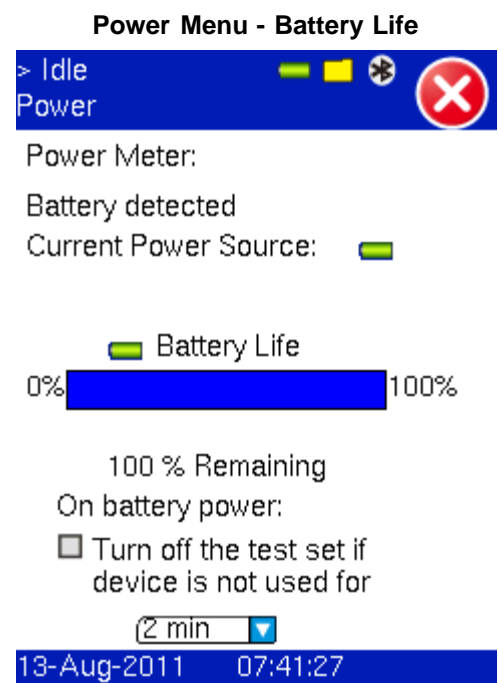 Power Menu - Battery Life
> Idle
Power
Power Meter:
Battery detected
Current Power Source:
Battery Life
0% 100%
100 % Remaining
On battery power:
Turn off the test set if
device is not used for
2 min
13-Aug-2011 07:41:27